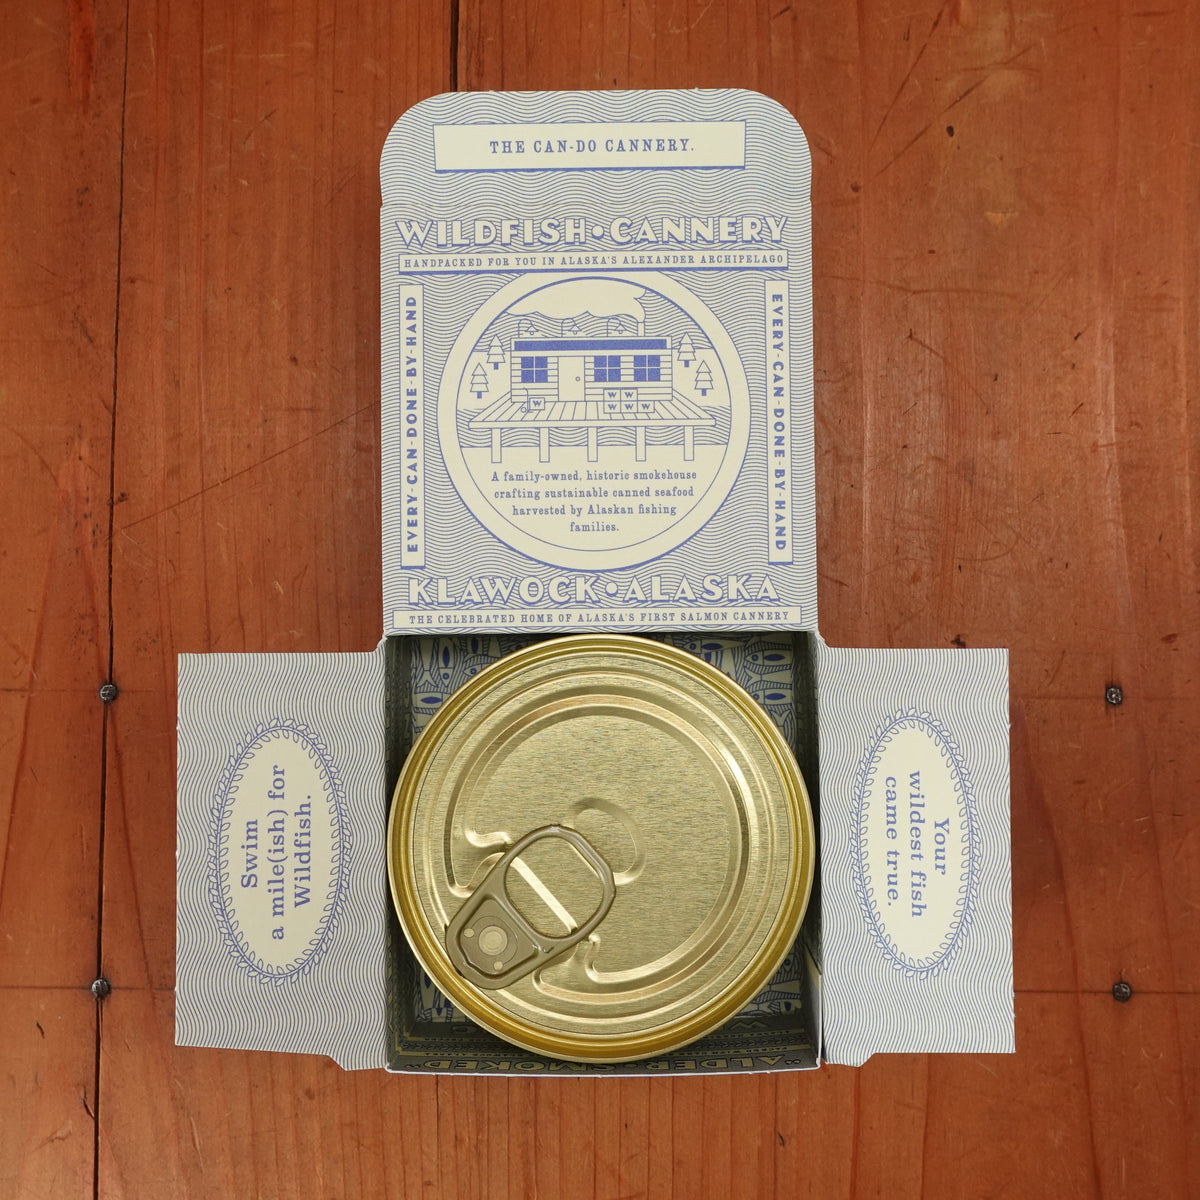 THE CAN-DO CANNERY.
WILDFISH•CANNERY
HANDPACKED FOR YOU IN ALASKA'S ALEXANDER ARCHIPELAGO
EVERY-CAN-DONE-BY-HAND
EVERY-CAN-DONE-BY-HAND
W
W W
W W W
A family-owned, historic smokehouse
crafting sustainable canned seafood
harvested by Alaskan fishing
families.
KLAWOCK•ALASKA
THE CELEBRATED HOME OF ALASKA'S FIRST SALMON CANNERY
Swim
a mile(ish) for
Wildfish.
Your
wildest fish
came true.
"ALDER-SMOKED"